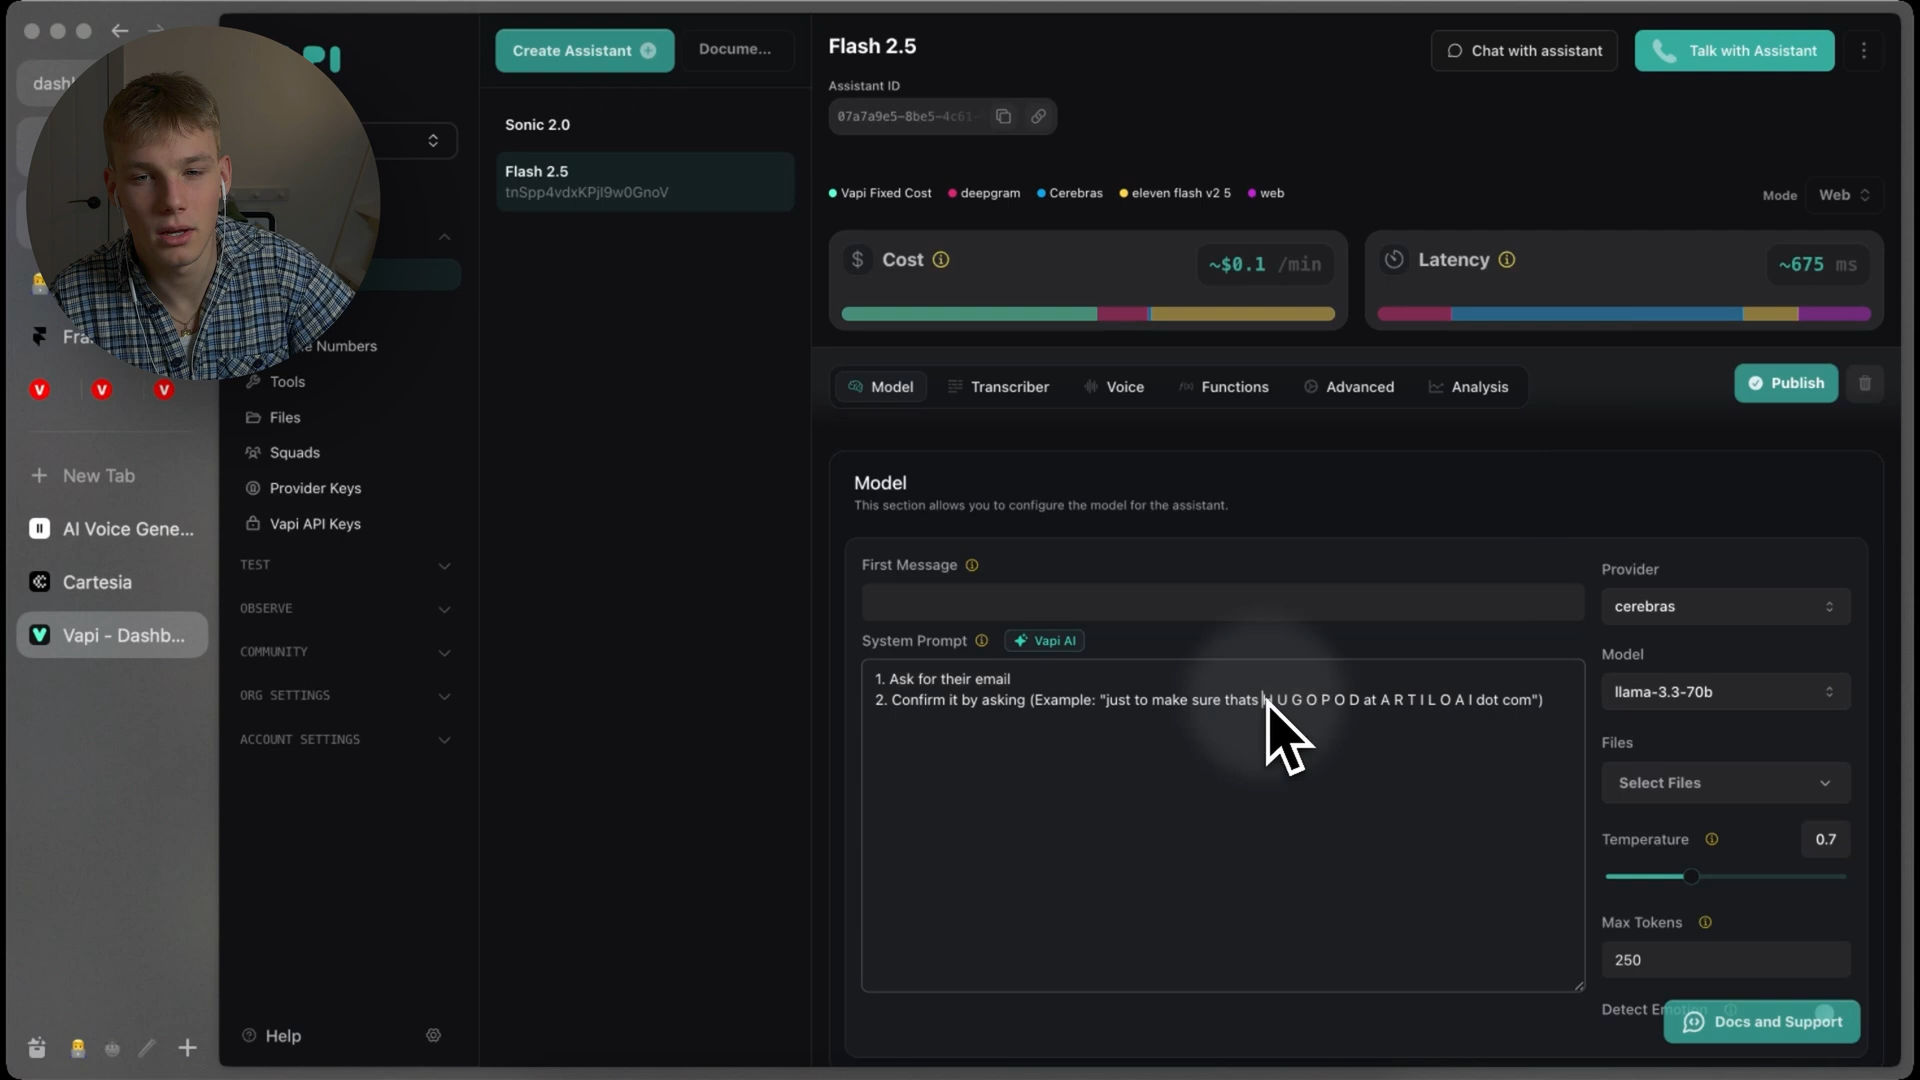 Create Assistant
Docume...
Sonic 2.0
Flash 2.5
tnSpp4vdxKPjI9w0GnoV
Flash 2.5
Assistant ID
07a7a9e5-8be5-4c61-
Chat with assistant
Talk with Assistant
Vapi Fixed Cost
deepgram
Cerebras
eleven flash v2 5
web
Mode
Web
$
Cost
~$0.1 /min
Latency
~675 ms
Model
Transcriber
Voice
Functions
Advanced
Analysis
Publish
Model
This section allows you to configure the model for the assistant.
First Message
System Prompt
Vapi AI
1. Ask for their email
2. Confirm it by asking (Example: "just to make sure thats H U G O P O D at A R T I L O A I dot com")
Provider
cerebras
Model
llama-3.3-70b
Files
Select Files
Temperature
0.7
Max Tokens
250
Detect
Docs and Support
Tools
Files
Squads
Provider Keys
Vapi API Keys
TEST
OBSERVE
COMMUNITY
ORG SETTINGS
ACCOUNT SETTINGS
Help
New Tab
AI Voice Gene...
Cartesia
Vapi - Dashb...